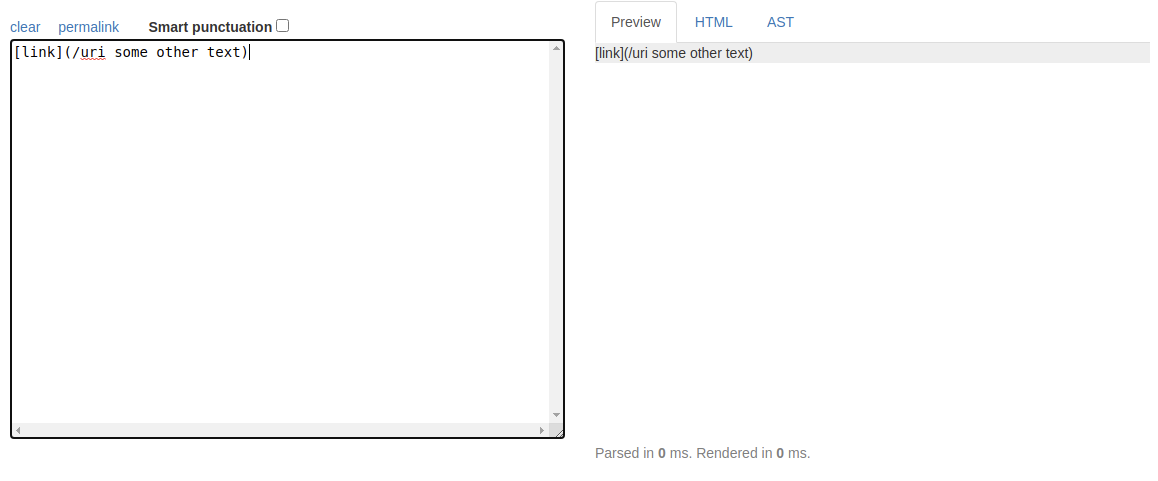 clear permalink Smart punctuation
[link](/uri some other text)
Preview HTML AST
[link](/uri some other text)
Parsed in 0 ms. Rendered in 0 ms.